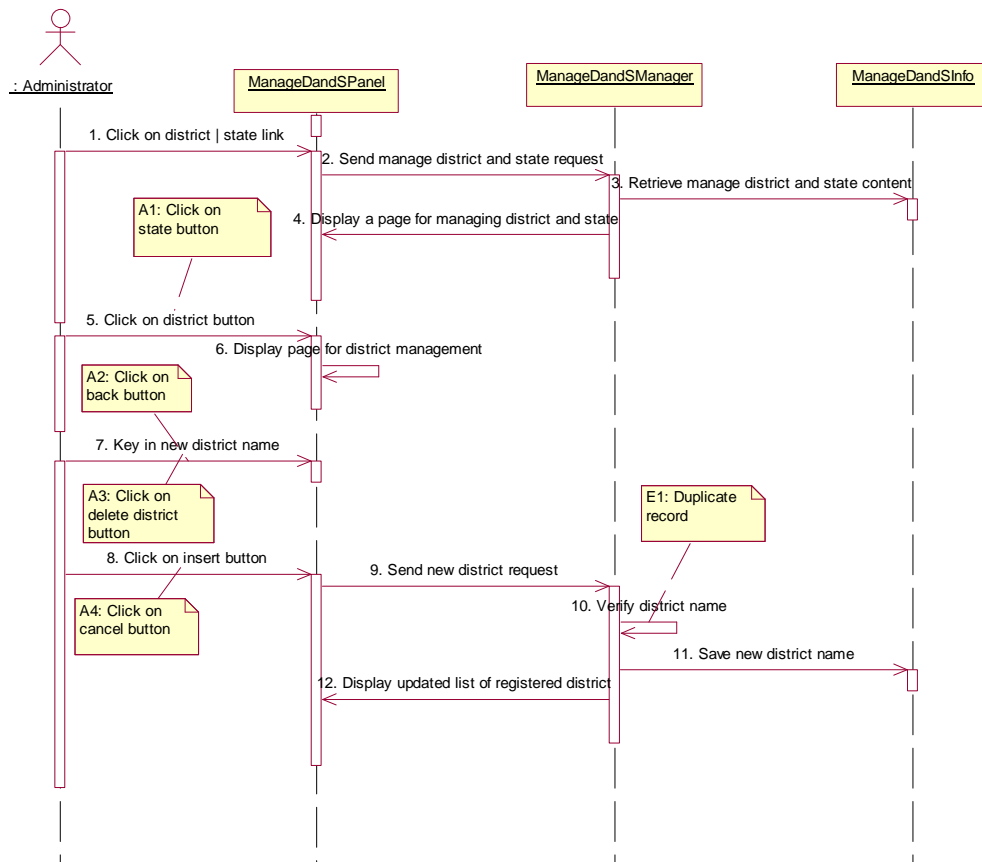 : Administrator
ManageDandSPanel
ManageDandSManager
ManageDandSInfo
1. Click on district | state link
2. Send manage district and state request
3. Retrieve manage district and state content
A1: Click on
state button
4. Display a page for managing district and state
5. Click on district button
6. Display page for district management
A2: Click on
back button
7. Key in new district name
A3: Click on
delete district
button
E1: Duplicate
record
8. Click on insert button
9. Send new district request
A4: Click on
cancel button
10. Verify district name
11. Save new district name
12. Display updated list of registered district